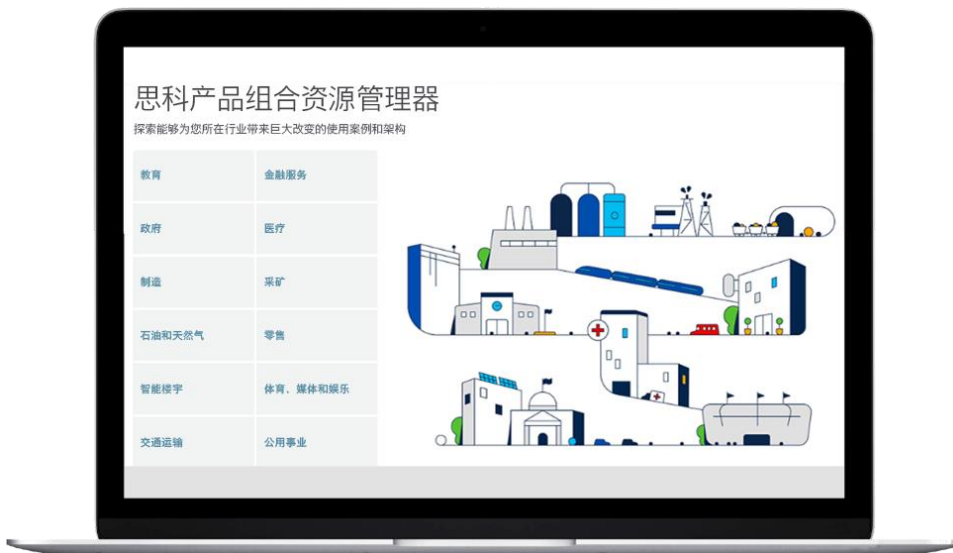 思科产品组合资源管理器
探索能够为您所在行业带来巨大改变的使用案例和架构
教育
金融服务
政府
医疗
制造
采矿
石油和天然气
零售
智能楼宇
体育、媒体和娱乐
交通运输
公用事业